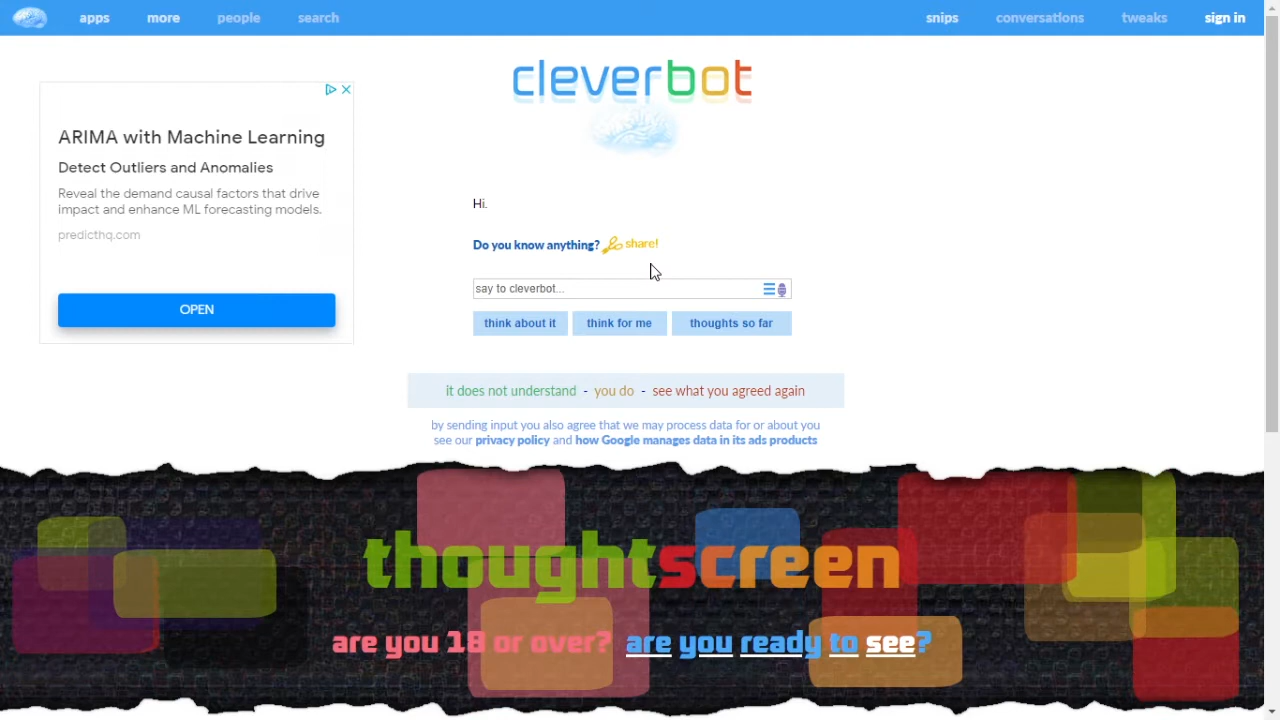 apps more people search snips conversations tweaks sign in
cleverbot
ARIMA with Machine Learning
Detect Outliers and Anomalies
Reveal the demand causal factors that drive
impact and enhance ML forecasting models.
predicthq.com
OPEN
Hi.
Do you know anything? share!
say to cleverbot...
think about it think for me thoughts so far
it does not understand - you do - see what you agreed again
by sending input you also agree that we may process data for or about you
see our privacy policy and how Google manages data in its ads products
thoughtscreen
are you 18 or over? are you ready to see?